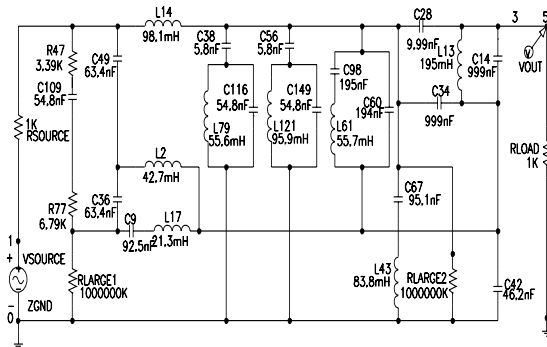 L14
98.1mH
C38
5.8nF
C56
5.8nF
C28
9.99nF
3
5
R47
3.39K
C49
63.4nF
L13
195mH
C14
999nF
VOUT
C98
195nF
C109
54.8nF
C116
54.8nF
C149
54.8nF
C60
194nF
C34
999nF
1K
RSOURCE
L79
55.6mH
L121
95.9mH
L61
55.7mH
L2
42.7mH
RLOAD
1K
R77
6.79K
C36
63.4nF
C9
92.5nF
L17
21.3mH
C67
95.1nF
1
+
VSOURCE
RLARGE1
1000000K
L43
83.8mH
RLARGE2
1000000K
C42
46.2nF
-
0
ZGND